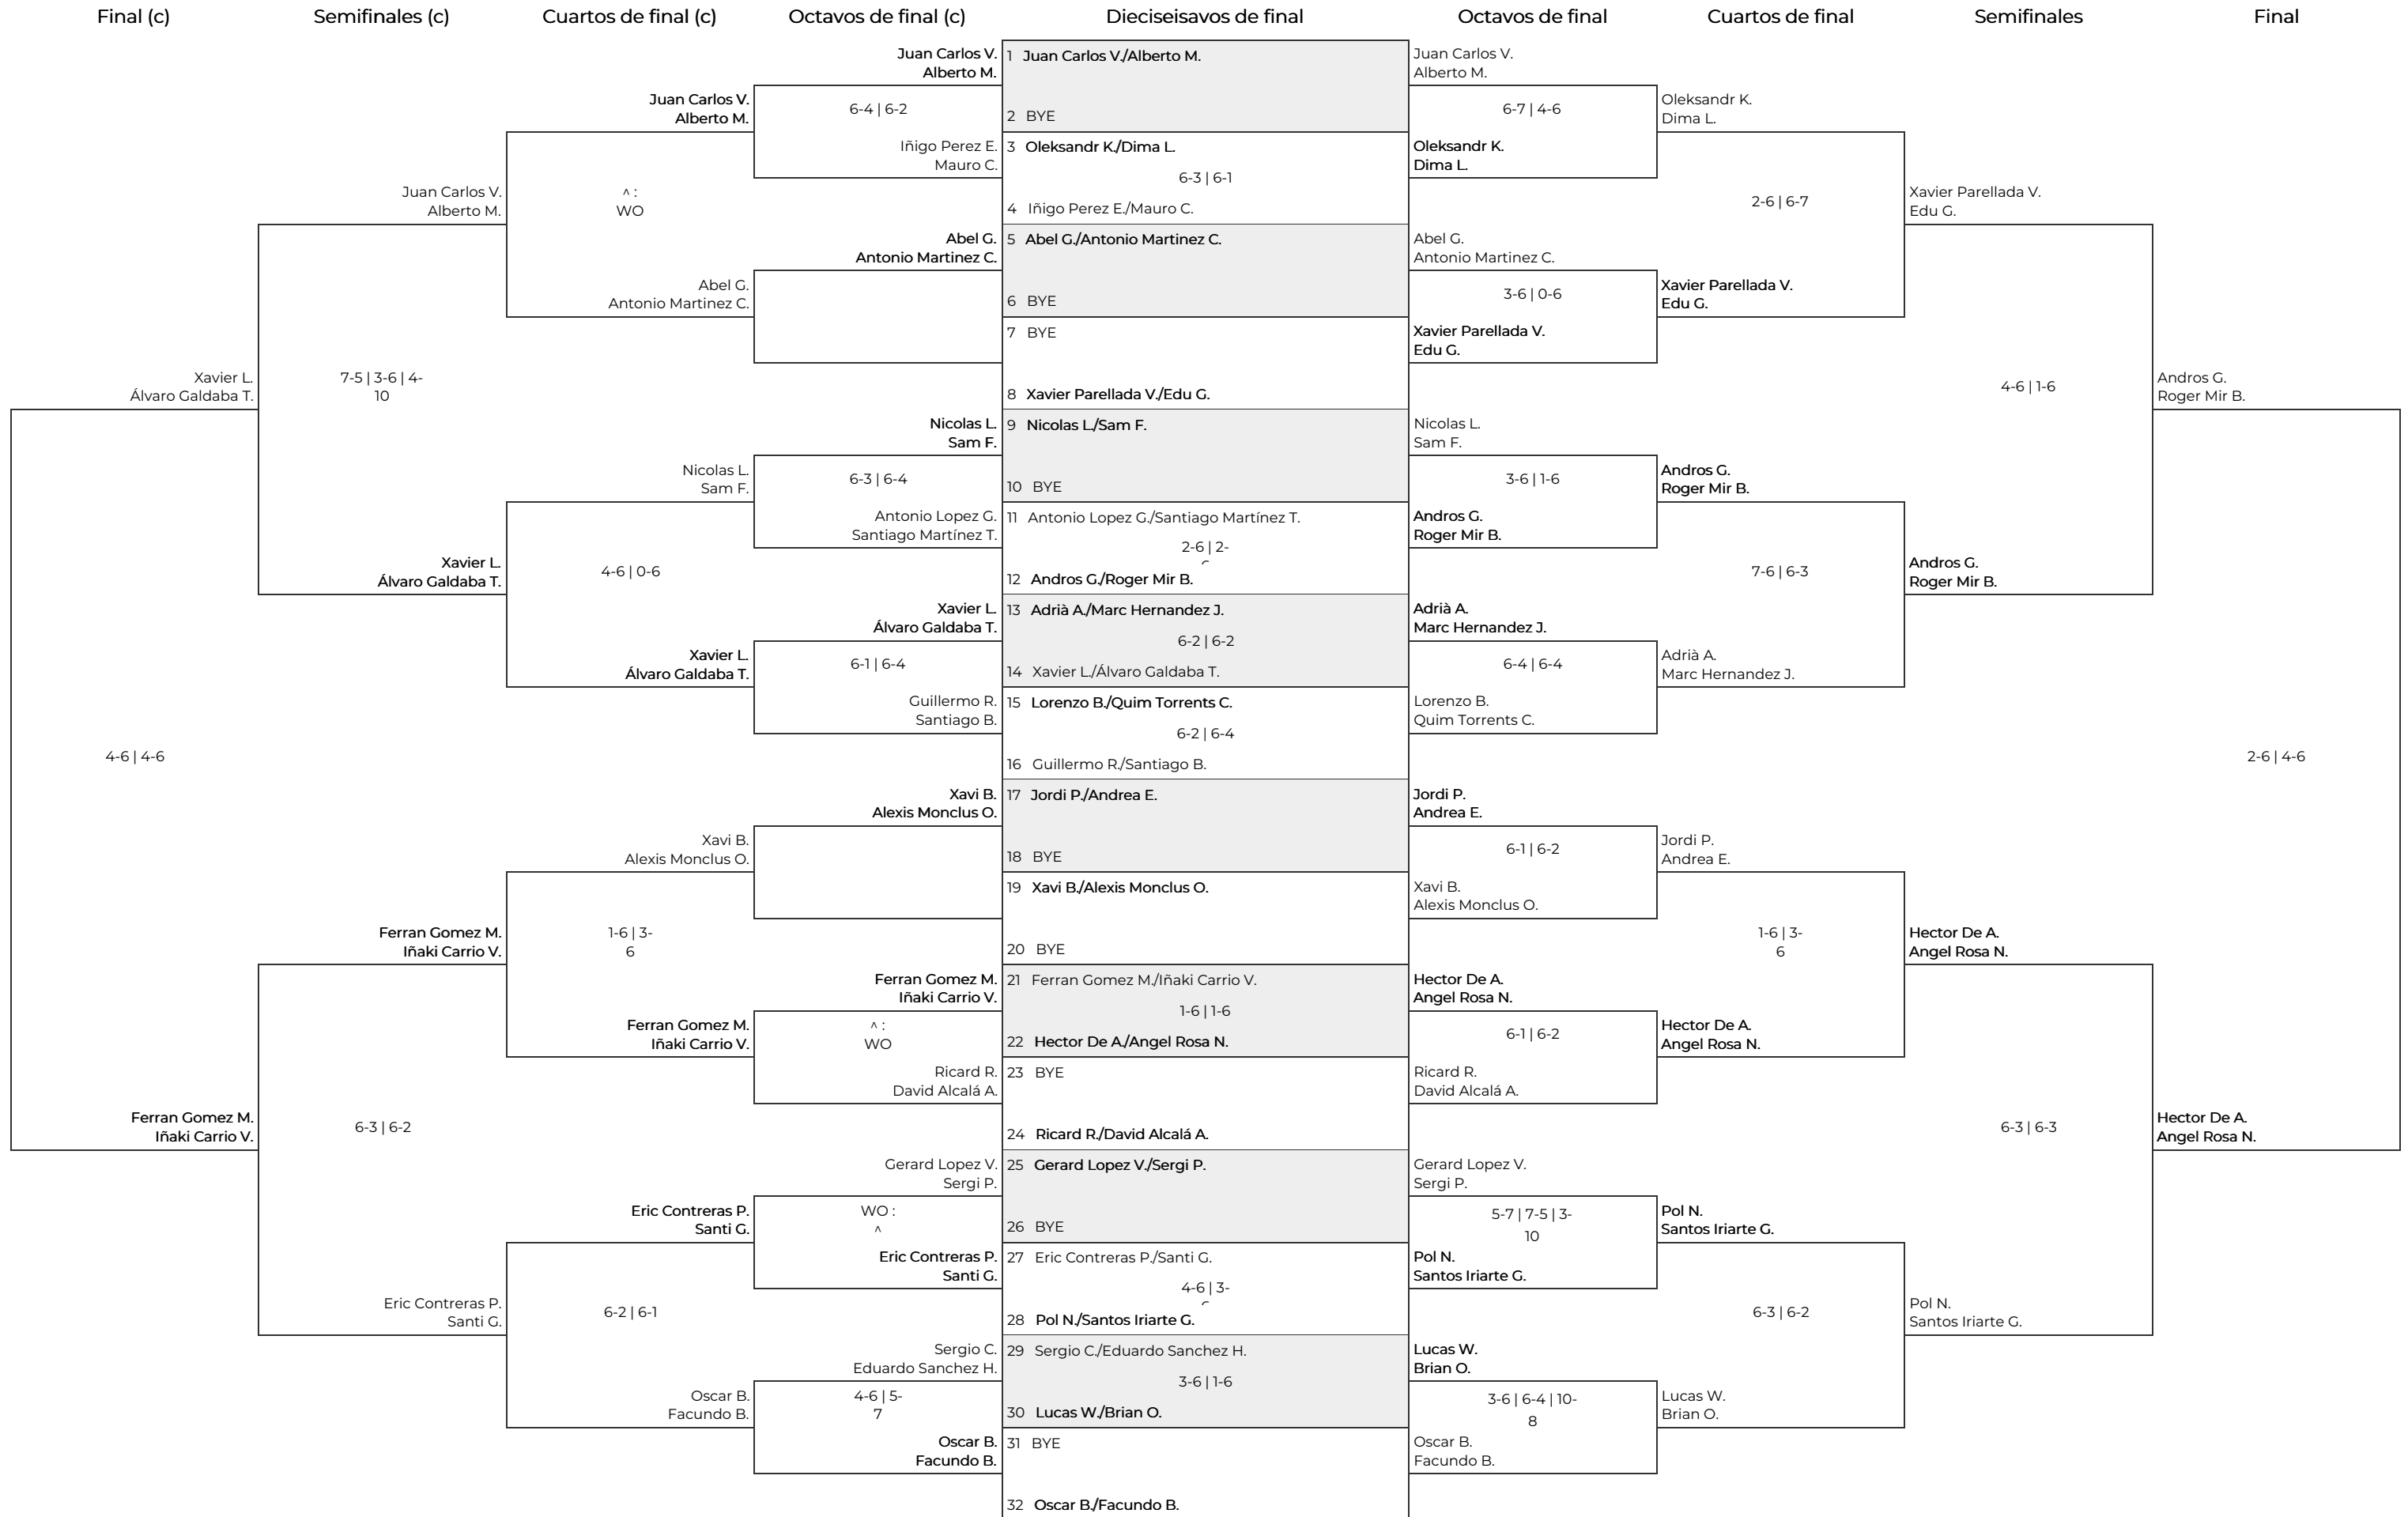 Final (c)
Semifinales (c)
Cuartos de final (c)
Octavos de final (c)
Dieciseisavos de final
Octavos de final
Cuartos de final
Semifinales
Final
Xavier L.
Álvaro Galdaba T.
4-6 | 4-6
Ferran Gomez M.
Iñaki Carrio V.
Juan Carlos V.
Alberto M.
7-5 | 3-6 | 4-
10
Xavier L.
Álvaro Galdaba T.
Ferran Gomez M.
Iñaki Carrio V.
6-3 | 6-2
Eric Contreras P.
Santi G.
Juan Carlos V.
Alberto M.
^ :
WO
Abel G.
Antonio Martinez C.
Nicolas L.
Sam F.
4-6 | 0-6
Xavier L.
Álvaro Galdaba T.
Xavi B.
Alexis Monclus O.
1-6 | 3-
6
Ferran Gomez M.
Iñaki Carrio V.
Eric Contreras P.
Santi G.
6-2 | 6-1
Oscar B.
Facundo B.
Juan Carlos V.
Alberto M.
6-4 | 6-2
Iñigo Perez E.
Mauro C.
Abel G.
Antonio Martinez C.
Nicolas L.
Sam F.
6-3 | 6-4
Antonio Lopez G.
Santiago Martínez T.
Xavier L.
Álvaro Galdaba T.
6-1 | 6-4
Guillermo R.
Santiago B.
Xavi B.
Alexis Monclus O.
Ferran Gomez M.
Iñaki Carrio V.
^ :
WO
Ricard R.
David Alcalá A.
Gerard Lopez V.
Sergi P.
WO :
^
Eric Contreras P.
Santi G.
Sergio C.
Eduardo Sanchez H.
4-6 | 5-
7
Oscar B.
Facundo B.
1 Juan Carlos V./Alberto M.
2 BYE
3 Oleksandr K./Dima L.
6-3 | 6-1
4 Iñigo Perez E./Mauro C.
5 Abel G./Antonio Martinez C.
6 BYE
7 BYE
8 Xavier Parellada V./Edu G.
9 Nicolas L./Sam F.
10 BYE
11 Antonio Lopez G./Santiago Martínez T.
2-6 | 2-
12 Andros G./Roger Mir B.
13 Adrià A./Marc Hernandez J.
6-2 | 6-2
14 Xavier L./Álvaro Galdaba T.
15 Lorenzo B./Quim Torrents C.
6-2 | 6-4
16 Guillermo R./Santiago B.
17 Jordi P./Andrea E.
18 BYE
19 Xavi B./Alexis Monclus O.
20 BYE
21 Ferran Gomez M./Iñaki Carrio V.
1-6 | 1-6
22 Hector De A./Angel Rosa N.
23 BYE
24 Ricard R./David Alcalá A.
25 Gerard Lopez V./Sergi P.
26 BYE
27 Eric Contreras P./Santi G.
4-6 | 3-
28 Pol N./Santos Iriarte G.
29 Sergio C./Eduardo Sanchez H.
3-6 | 1-6
30 Lucas W./Brian O.
31 BYE
32 Oscar B./Facundo B.
Juan Carlos V.
Alberto M.
6-7 | 4-6
Oleksandr K.
Dima L.
Abel G.
Antonio Martinez C.
3-6 | 0-6
Xavier Parellada V.
Edu G.
Nicolas L.
Sam F.
3-6 | 1-6
Andros G.
Roger Mir B.
Adrià A.
Marc Hernandez J.
6-4 | 6-4
Lorenzo B.
Quim Torrents C.
Jordi P.
Andrea E.
6-1 | 6-2
Xavi B.
Alexis Monclus O.
Hector De A.
Angel Rosa N.
6-1 | 6-2
Ricard R.
David Alcalá A.
Gerard Lopez V.
Sergi P.
5-7 | 7-5 | 3-
10
Pol N.
Santos Iriarte G.
Lucas W.
Brian O.
3-6 | 6-4 | 10-
8
Oscar B.
Facundo B.
Oleksandr K.
Dima L.
2-6 | 6-7
Xavier Parellada V.
Edu G.
Andros G.
Roger Mir B.
7-6 | 6-3
Adrià A.
Marc Hernandez J.
Jordi P.
Andrea E.
1-6 | 3-
6
Hector De A.
Angel Rosa N.
Pol N.
Santos Iriarte G.
6-3 | 6-2
Lucas W.
Brian O.
Xavier Parellada V.
Edu G.
4-6 | 1-6
Andros G.
Roger Mir B.
Hector De A.
Angel Rosa N.
6-3 | 6-3
Pol N.
Santos Iriarte G.
Andros G.
Roger Mir B.
2-6 | 4-6
Hector De A.
Angel Rosa N.